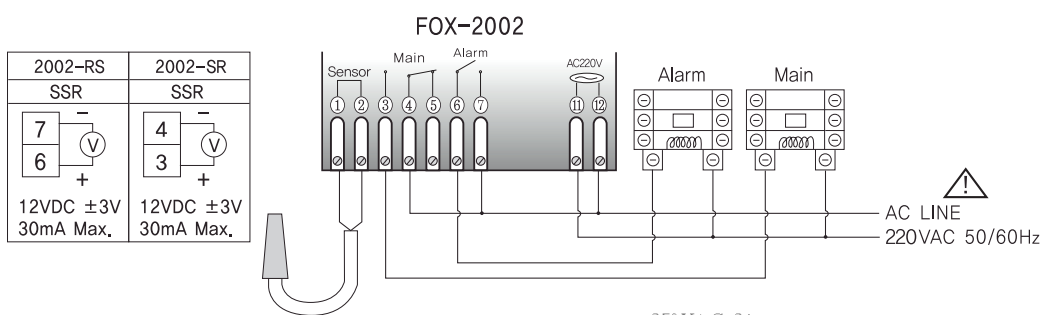 FOX-2002
2002-RS 2002-SR
SSR SSR
7 − V 6 +
4 − V 3 +
12VDC ±3V 12VDC ±3V
30mA Max. 30mA Max.
Sensor Main Alarm AC220V
① ② ③ ④ ⑤ ⑥ ⑦ ⑪ ⑫
Alarm Main
AC LINE
220VAC 50/60Hz